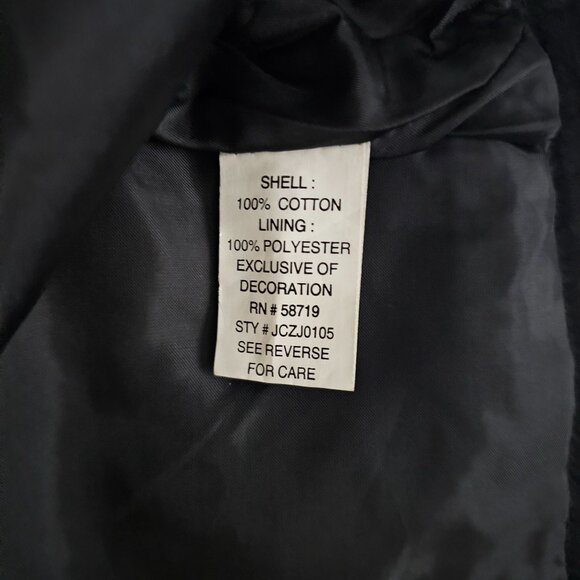 SHELL :
100% COTTON
LINING :
100% POLYESTER
EXCLUSIVE OF
DECORATION
RN # 58719
STY # JCZJ0105
SEE REVERSE
FOR CARE